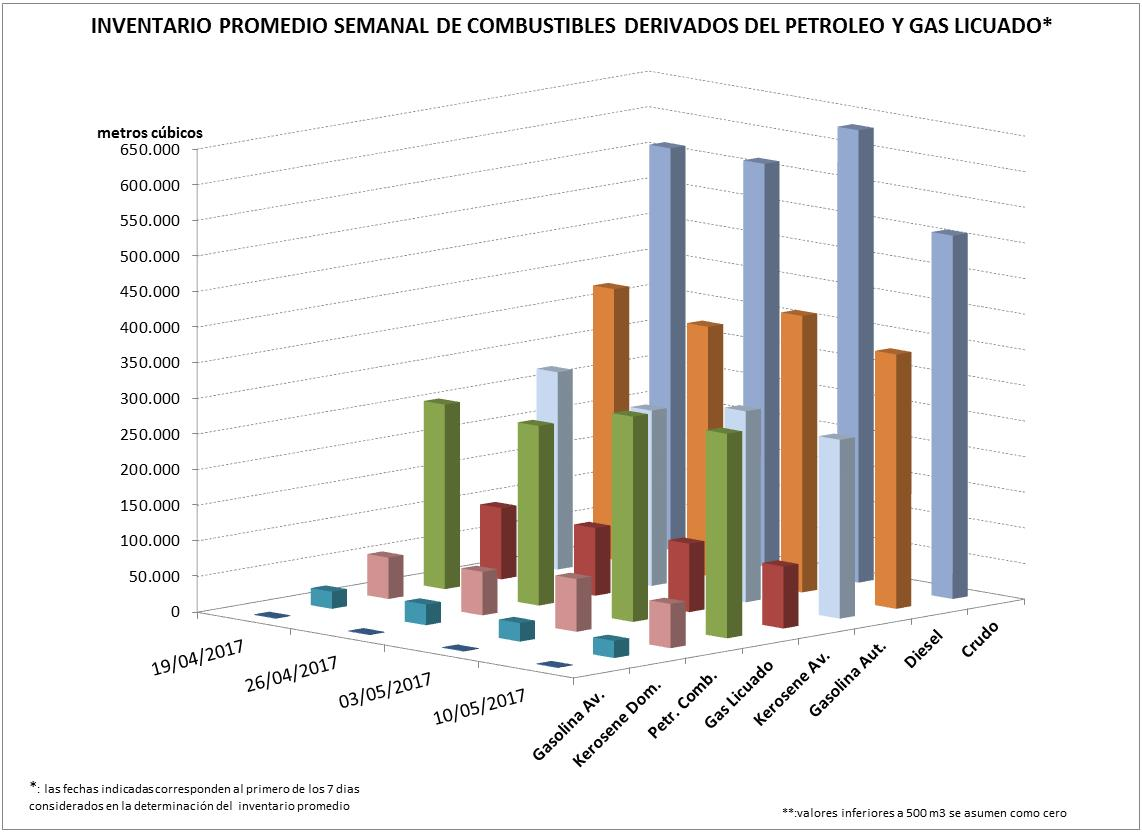 INVENTARIO PROMEDIO SEMANAL DE COMBUSTIBLES DERIVADOS DEL PETROLEO Y GAS LICUADO*
metros cúbicos
650.000
600.000
550.000
500.000
450.000
400.000
350.000
300.000
250.000
200.000
150.000
100.000
50.000
0
19/04/2017
26/04/2017
03/05/2017
10/05/2017
Gasolina Av.
Kerosene Dom.
Petr. Comb.
Gas Licuado
Kerosene Av.
Gasolina Aut.
Diesel
Crudo
*: las fechas indicadas corresponden al primero de los 7 dias
considerados en la determinación del inventario promedio
**:valores inferiores a 500 m3 se asumen como cero